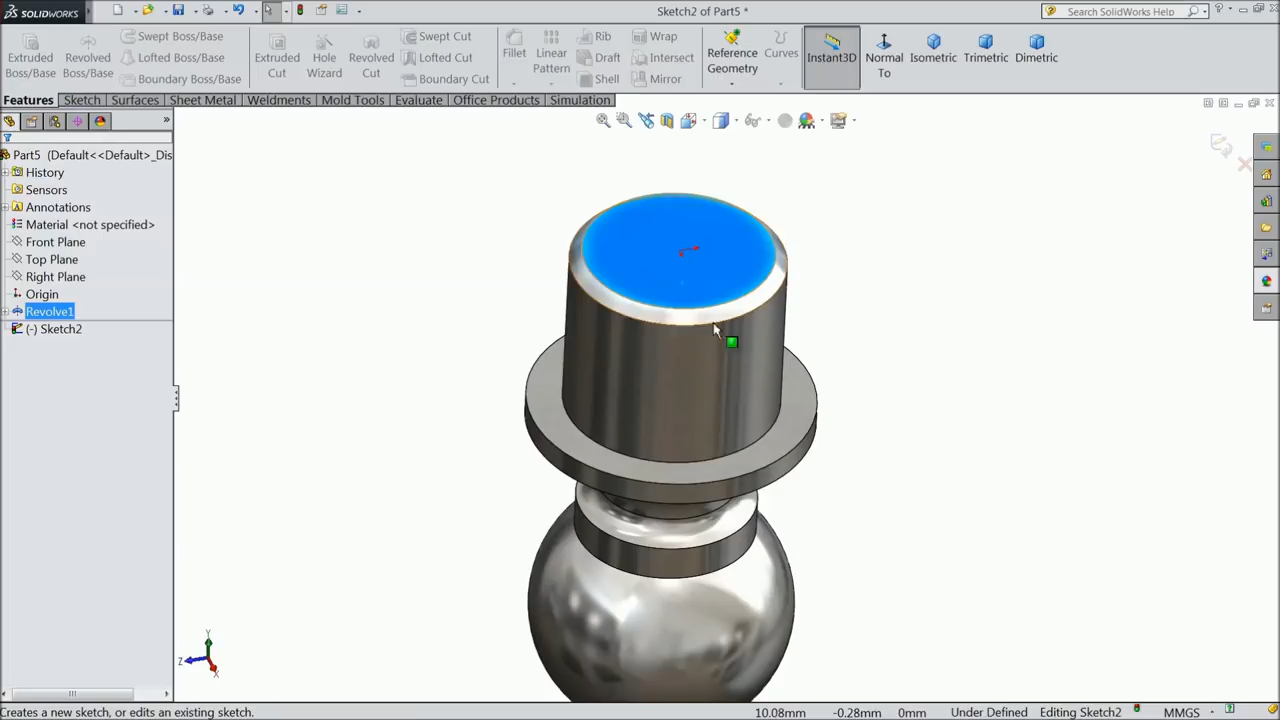 SOLIDWORKS
Sketch2 of Part5 *
Search SolidWorks Help
Extruded Boss/Base
Revolved Boss/Base
Swept Boss/Base
Lofted Boss/Base
Boundary Boss/Base
Extruded Cut
Hole Wizard
Revolved Cut
Swept Cut
Lofted Cut
Boundary Cut
Fillet
Linear Pattern
Rib
Draft
Shell
Wrap
Intersect
Mirror
Reference Geometry
Curves
Instant3D
Normal To
Isometric
Trimetric
Dimetric
Features Sketch Surfaces Sheet Metal Weldments Mold Tools Evaluate Office Products Simulation
Part5 (Default<<Default>_Dis
History
Sensors
Annotations
Material <not specified>
Front Plane
Top Plane
Right Plane
Origin
Revolve1
(-) Sketch2
Y
Z
X
Creates a new sketch, or edits an existing sketch. 10.08mm -0.28mm 0mm Under Defined Editing Sketch2 MMGS